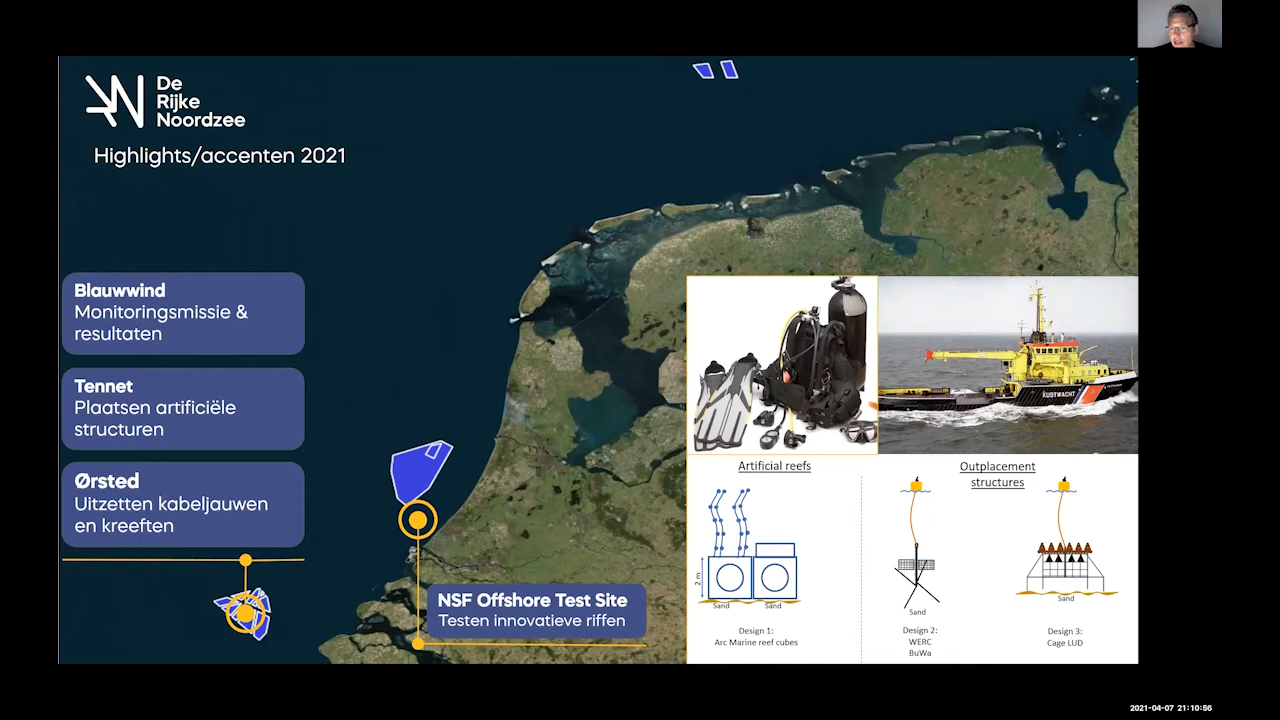 De
Rijke
Noordzee
Highlights/accenten 2021
Blauwwind
Monitoringsmissie &
resultaten
Tennet
Plaatsen artificiële
structuren
Ørsted
Uitzetten kabeljauwen
en kreeften
NSF Offshore Test Site
Testen innovatieve riffen
KUSTWACHT
Artificial reefs
Outplacement
structures
2 m
Sand
Sand
Sand
Sand
Design 1:
Arc Marine reef cubes
Design 2:
WERC
BuWa
Design 3:
Cage LUD
2021-04-07 21:10:56